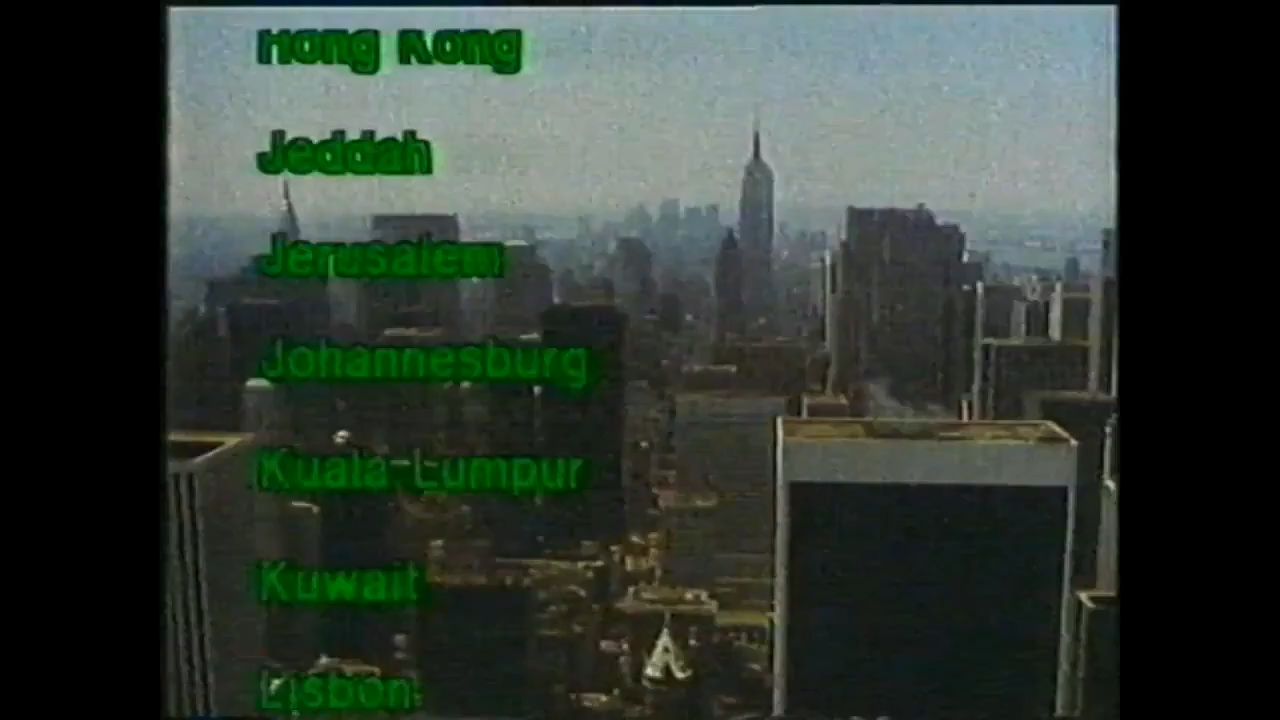 Hong Kong
Jeddah
Jerusalem
Johannesburg
Kuala-Lumpur
Kuwait
Lisbon